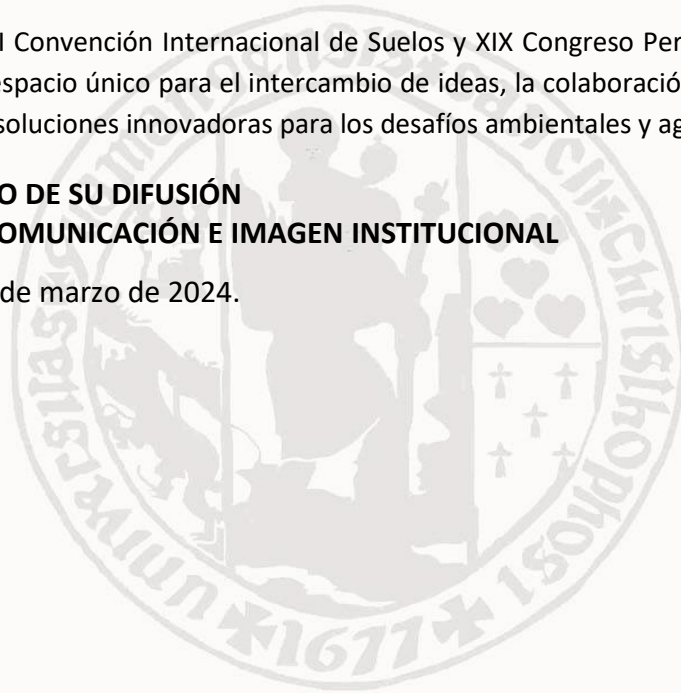 I Convención Internacional de Suelos y XIX Congreso Per
espacio único para el intercambio de ideas, la colaboració
soluciones innovadoras para los desafíos ambientales y ag
O DE SU DIFUSIÓN
OMUNICACIÓN E IMAGEN INSTITUCIONAL
de marzo de 2024.
1677